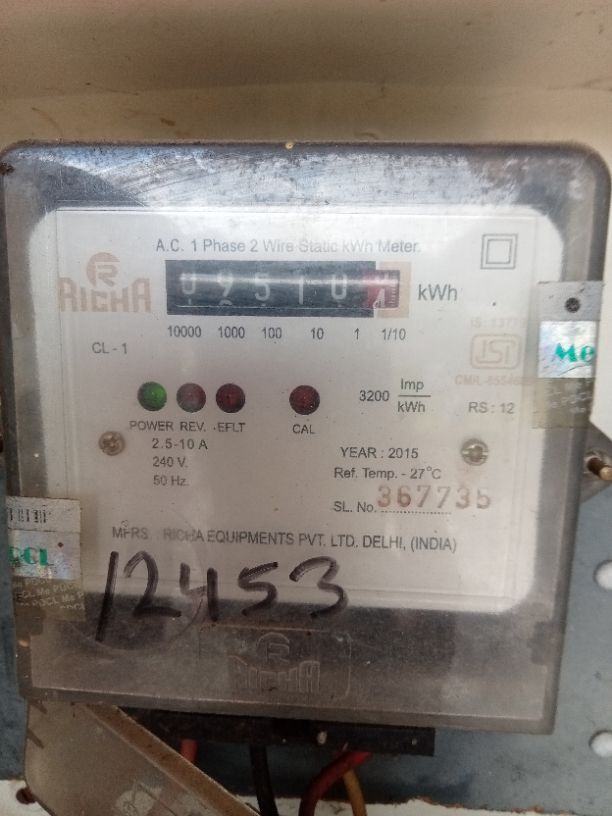 A.C. 1 Phase 2 Wire Static kWh Meter.
R
RICHA
09510 kWh
10000 1000 100 10 1 1/10
CL - 1
JSI
Me
3200 Imp/kWh
RS : 12
POWER REV. EFLT CAL
2.5-10 A
240 V.
50 Hz.
YEAR : 2015
Ref. Temp. - 27°C
SL. No. 367735
MFRS. : RICHA EQUIPMENTS PVT. LTD. DELHI, (INDIA)
12453
R
RICHA